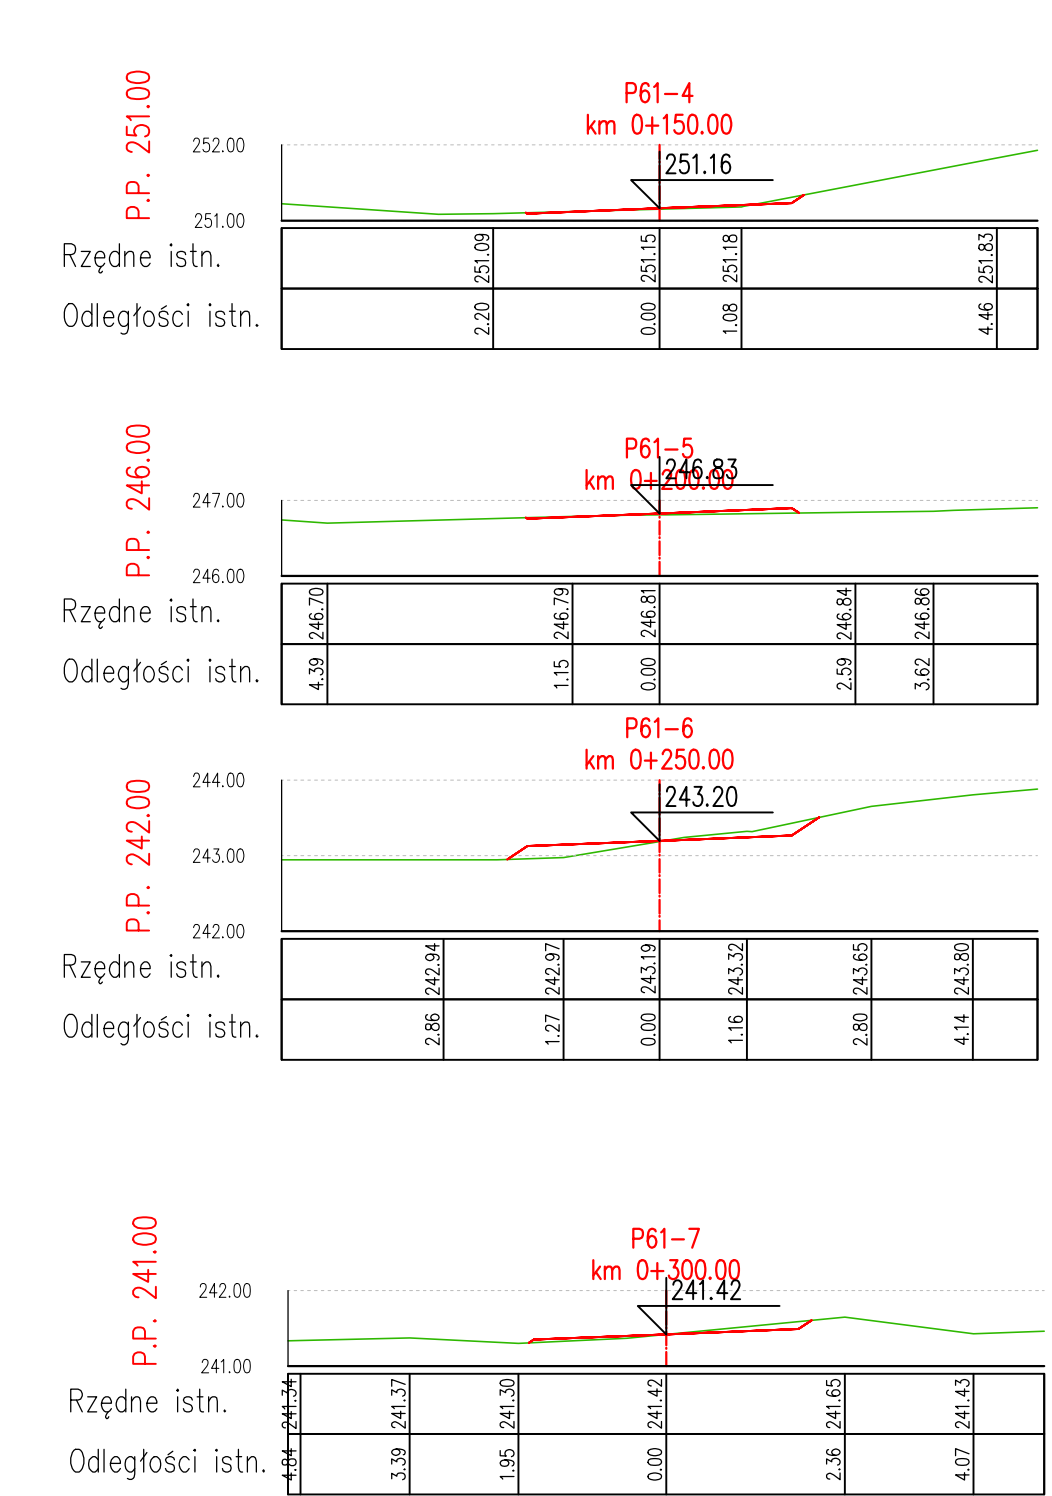 P61-4
km 0+150.00
P.P. 251.00
252.00
251.16
251.00
Rzędne istn. 251.09 251.15 251.18 251.83
Odległości istn. 2.20 0.00 1.08 4.46
P61-5
km 0+200.00
P.P. 246.00
246.83
247.00
246.00
Rzędne istn. 246.70 246.79 246.81 246.84 246.86
Odległości istn. 4.39 1.15 0.00 2.59 3.62
P61-6
km 0+250.00
P.P. 242.00
244.00
243.20
243.00
242.00
Rzędne istn. 242.94 242.97 243.19 243.32 243.65 243.80
Odległości istn. 2.86 1.27 0.00 1.16 2.80 4.14
P61-7
km 0+300.00
P.P. 241.00
242.00
241.42
241.00
Rzędne istn. 241.34 241.37 241.30 241.42 241.65 241.43
Odległości istn. 4.84 3.39 1.95 0.00 2.36 4.07